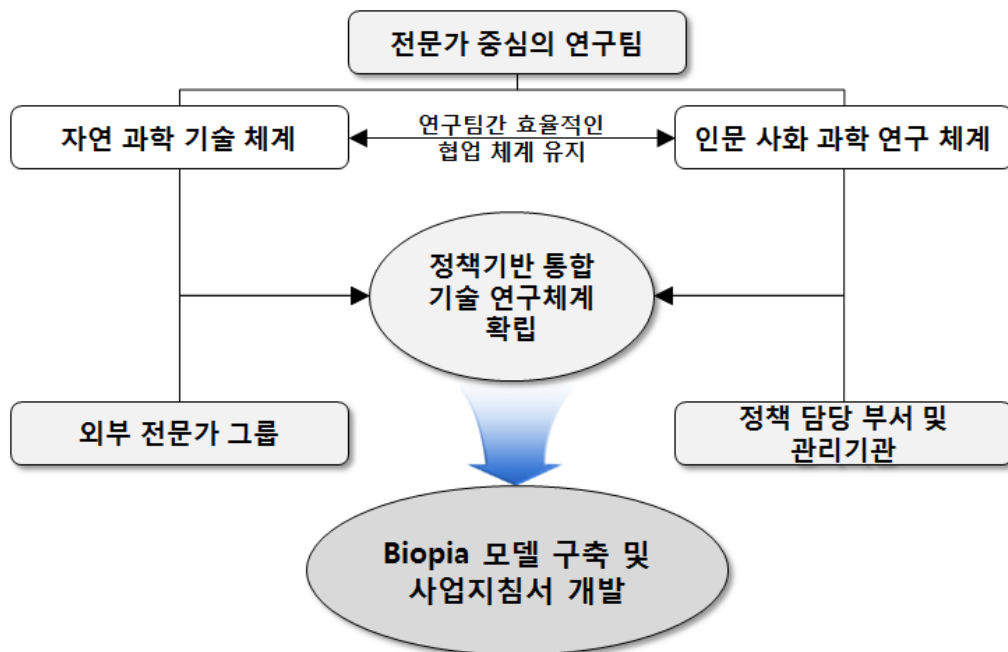 전문가 중심의 연구팀
자연 과학 기술 체계
연구팀간 효율적인
협업 체계 유지
인문 사화 과학 연구 체계
정책기반 통합
기술 연구체계
확립
외부 전문가 그룹
정책 담당 부서 및
관리기관
Biopia 모델 구축 및
사업지침서 개발